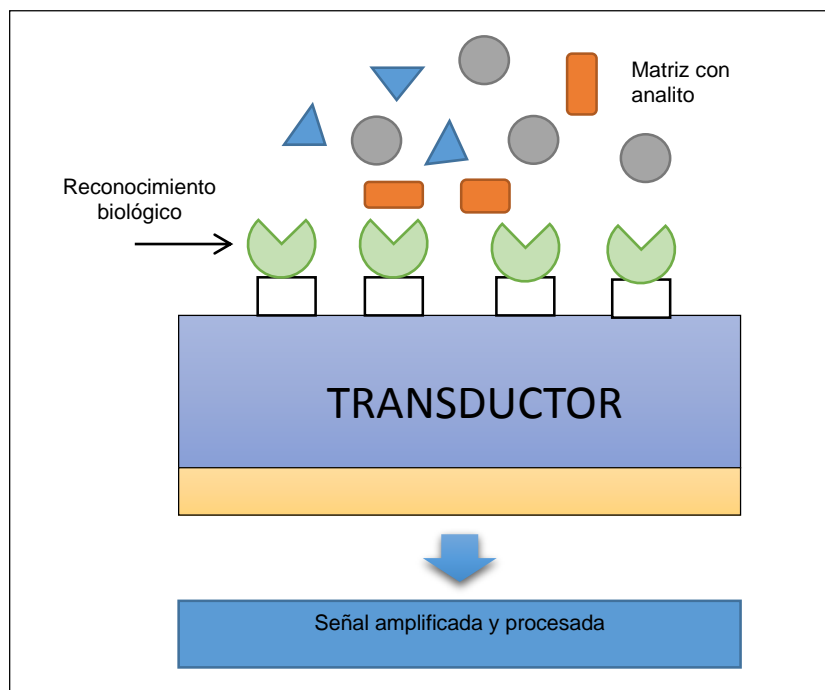 Matriz con
analito
Reconocimiento
biológico
TRANSDUCTOR
Señal amplificada y procesada